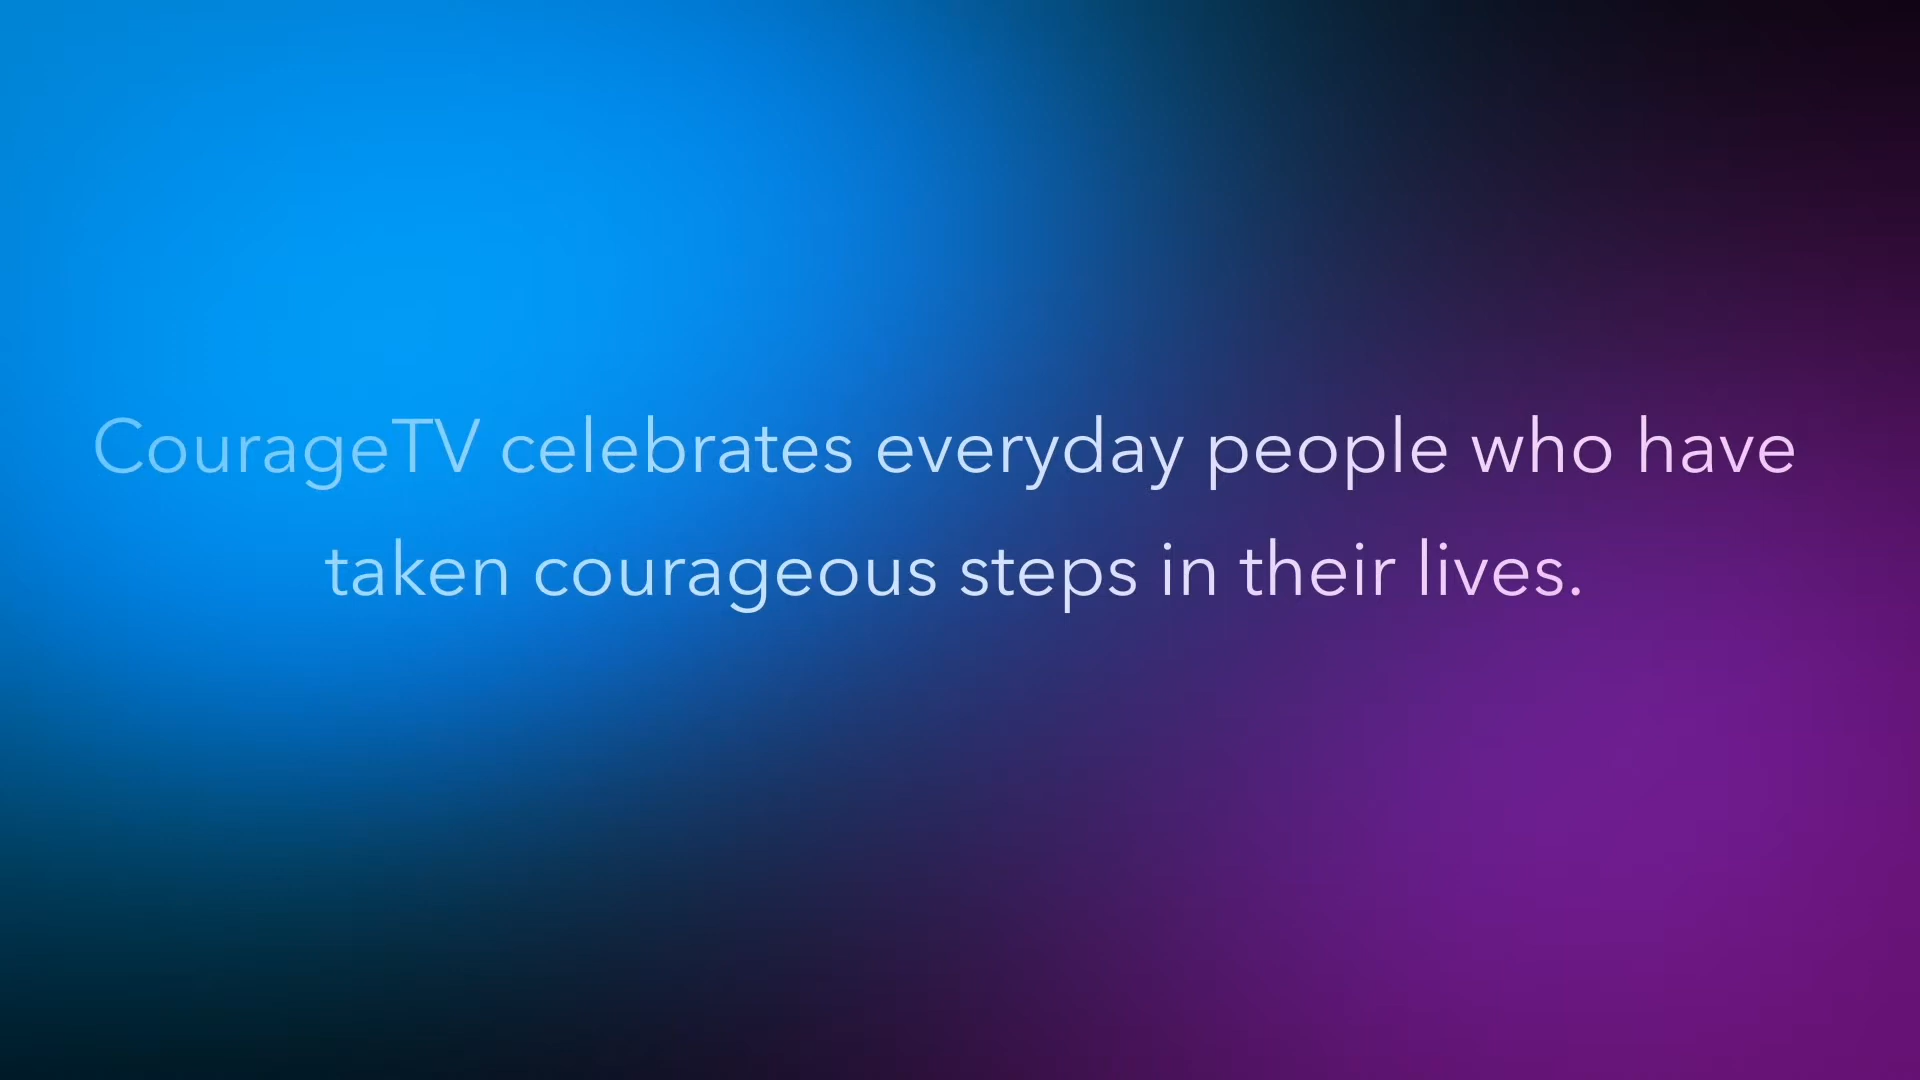 CourageTV celebrates everyday people who have
taken courageous steps in their lives.